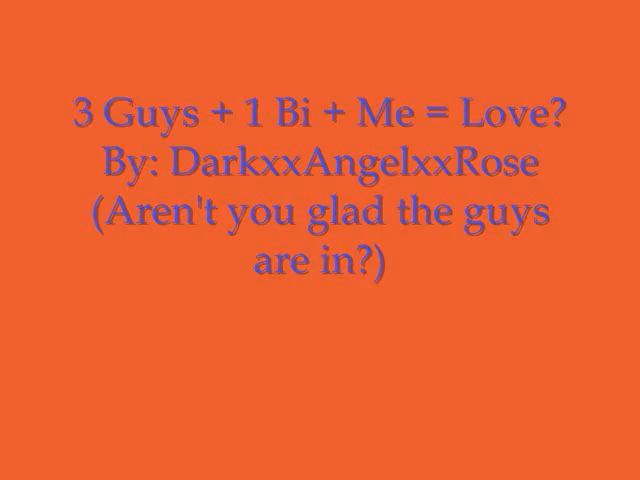 3 Guys + 1 Bi + Me = Love?
By: DarkxxAngelxxRose
(Aren't you glad the guys
are in?)